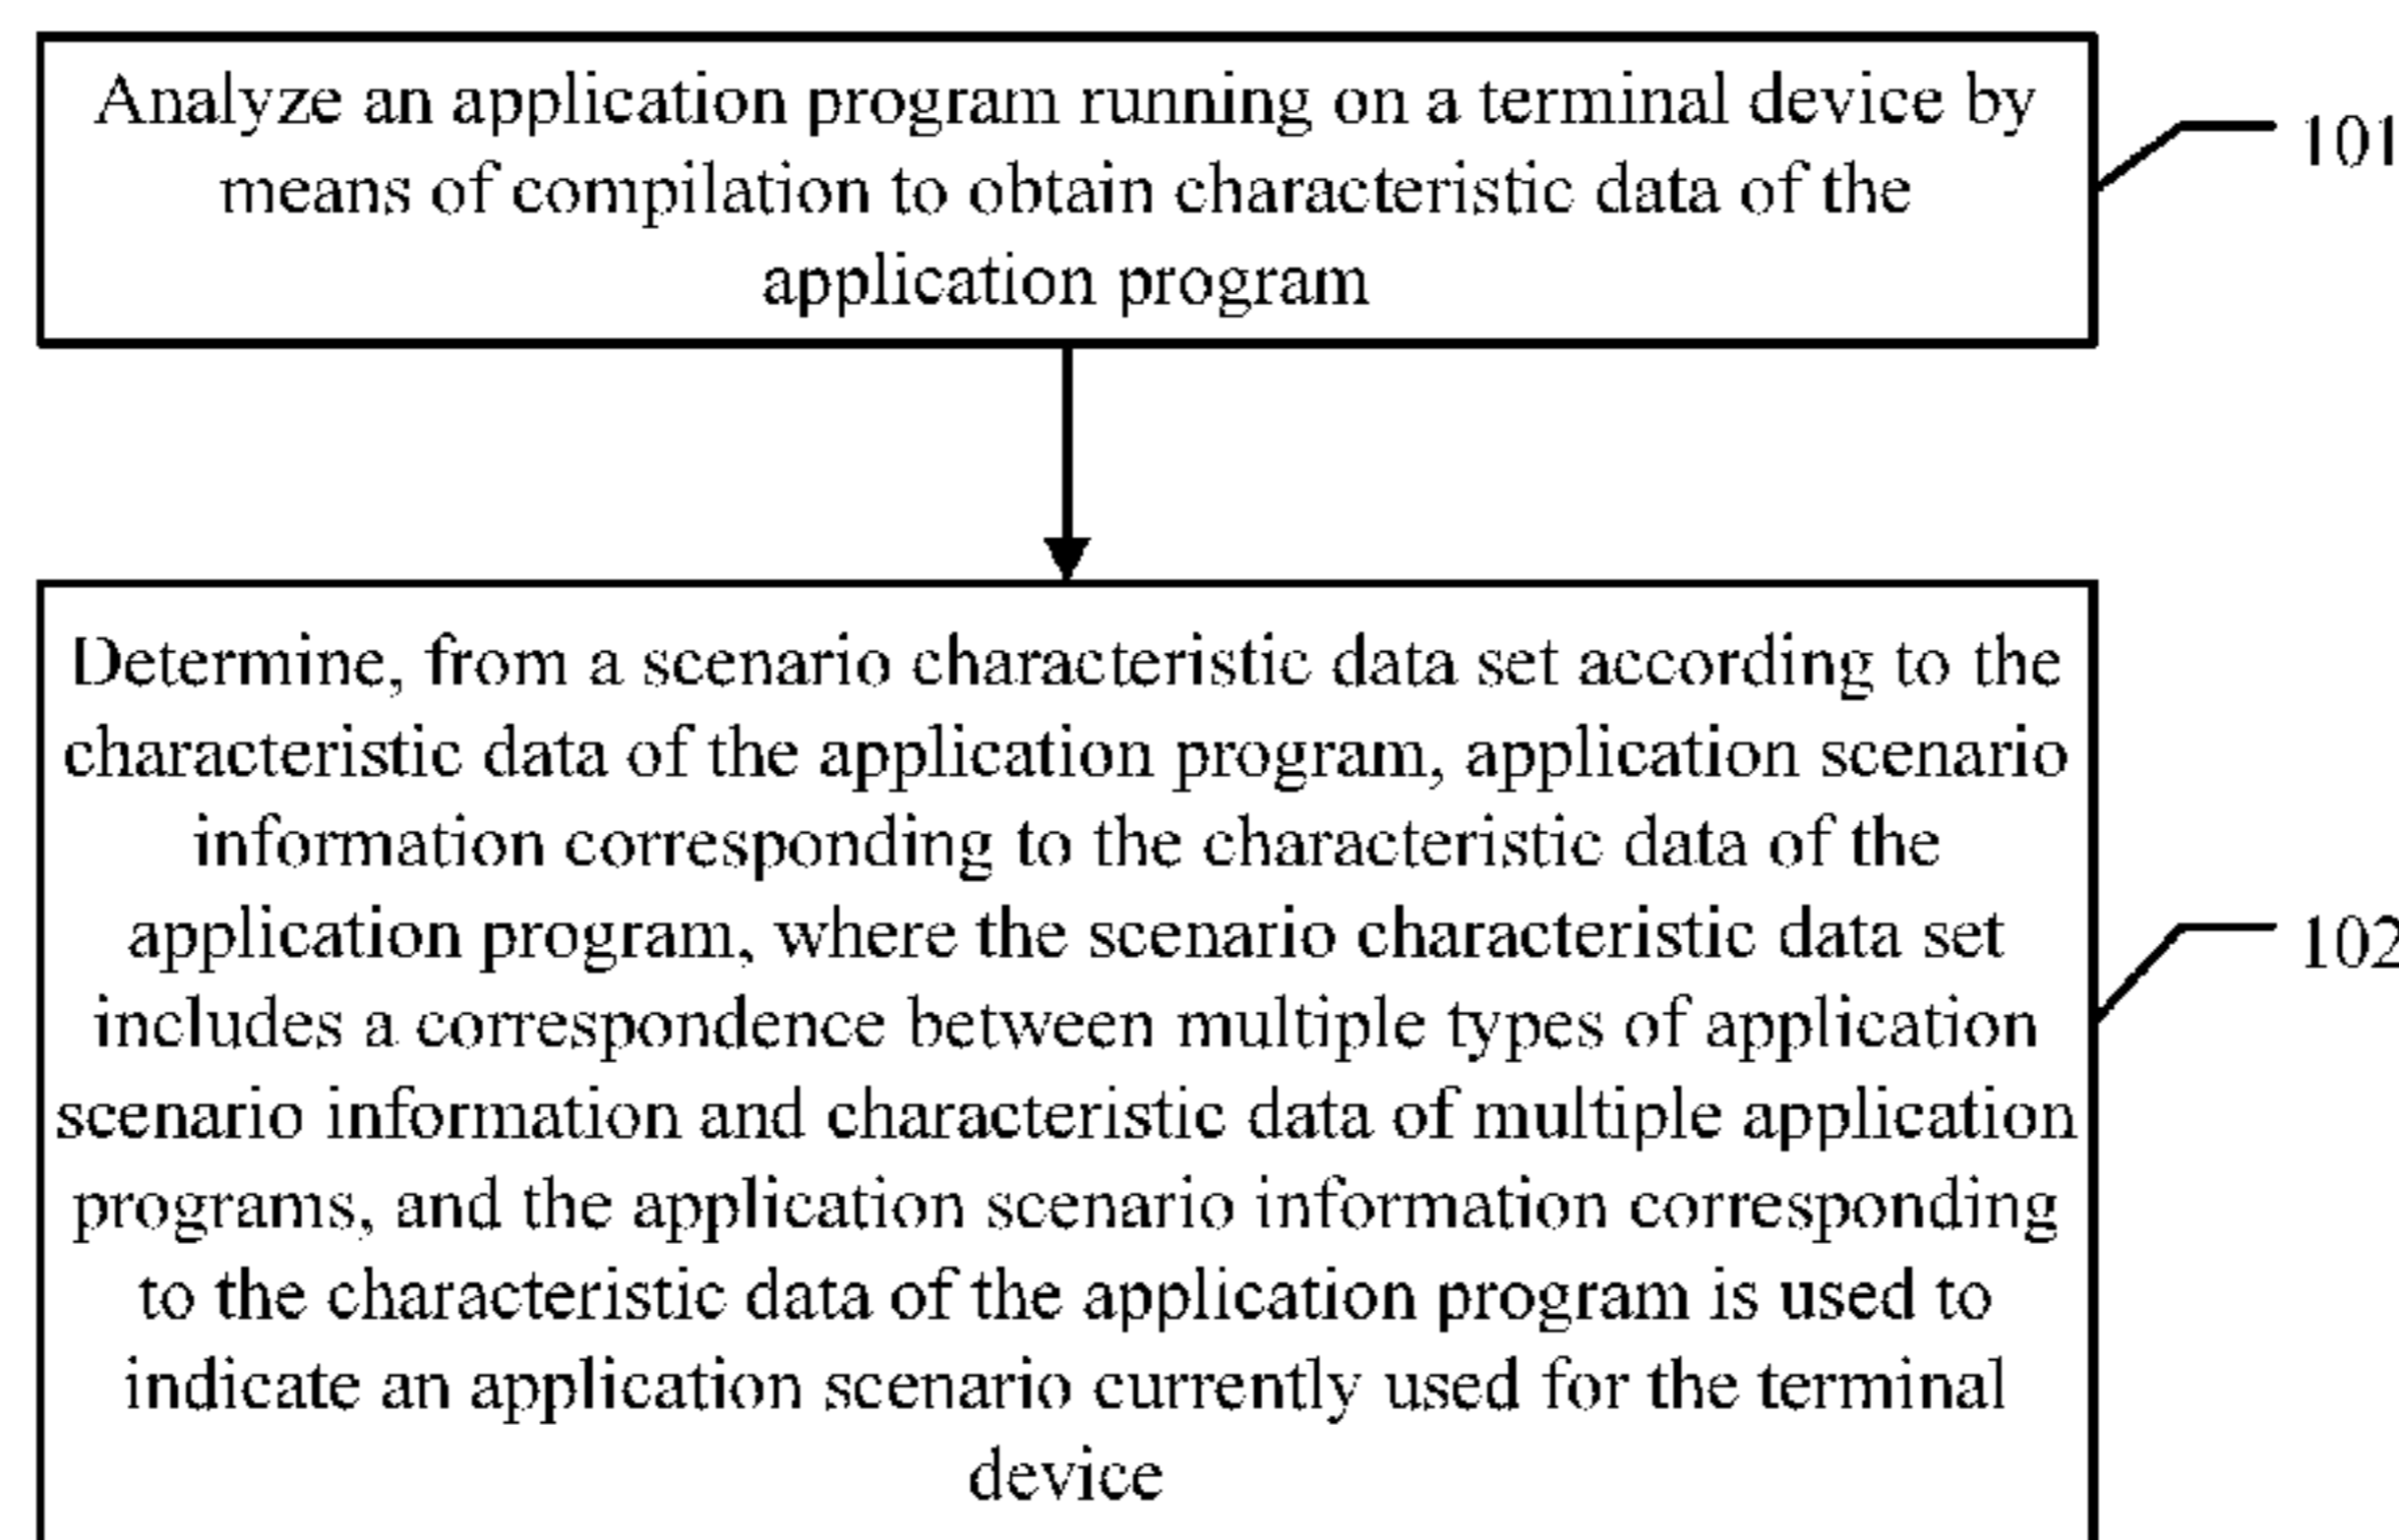 Analyze an application program running on a terminal device by
means of compilation to obtain characteristic data of the
application program
101
Determine, from a scenario characteristic data set according to the
characteristic data of the application program, application scenario
information corresponding to the characteristic data of the
application program, where the scenario characteristic data set
includes a correspondence between multiple types of application
scenario information and characteristic data of multiple application
programs, and the application scenario information corresponding
to the characteristic data of the application program is used to
indicate an application scenario currently used for the terminal
device
102